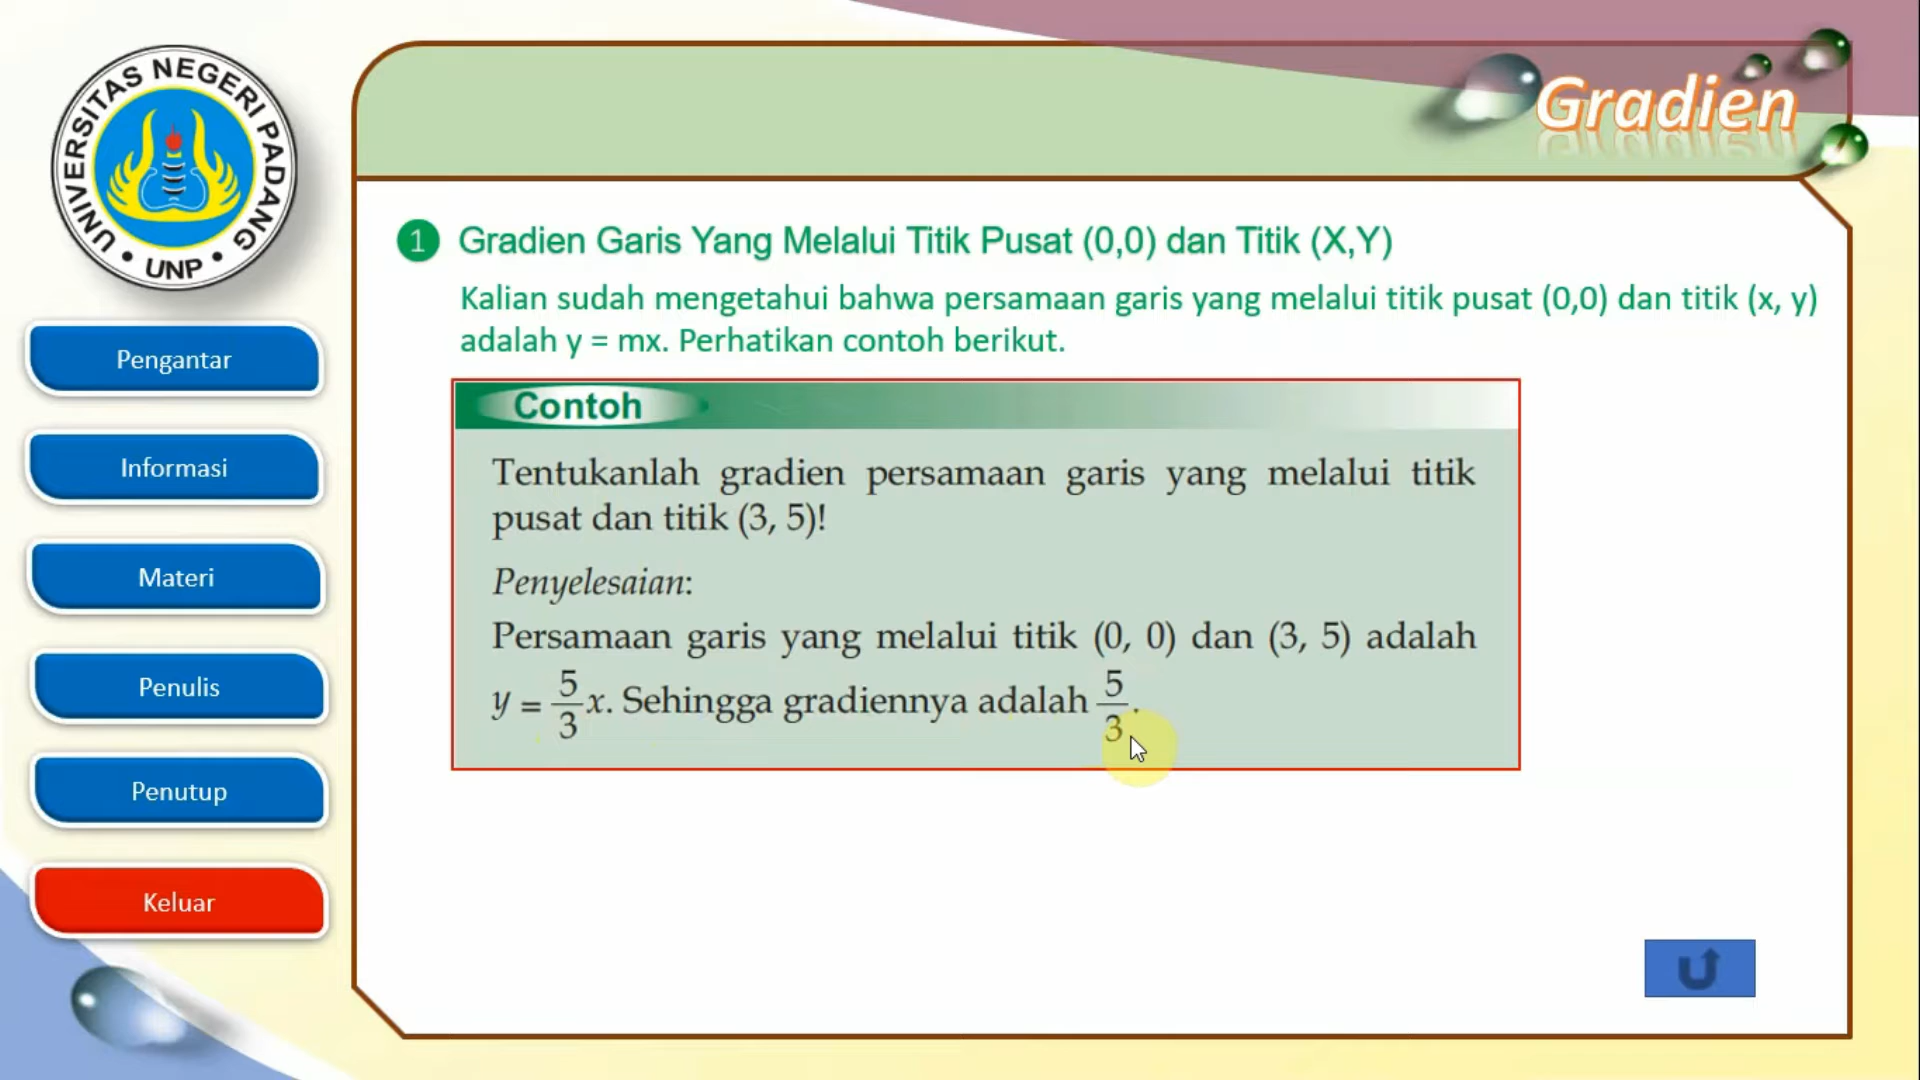 UNIVERSITAS NEGERI PADANG
• UNP •
Gradien
Pengantar
Informasi
Materi
Penulis
Penutup
Keluar
1 Gradien Garis Yang Melalui Titik Pusat (0,0) dan Titik (X,Y)
Kalian sudah mengetahui bahwa persamaan garis yang melalui titik pusat (0,0) dan titik (x, y)
adalah y = mx. Perhatikan contoh berikut.
Contoh
Tentukanlah gradien persamaan garis yang melalui titik
pusat dan titik (3, 5)!
Penyelesaian:
Persamaan garis yang melalui titik (0, 0) dan (3, 5) adalah
y = 5/3 x. Sehingga gradiennya adalah 5/3.